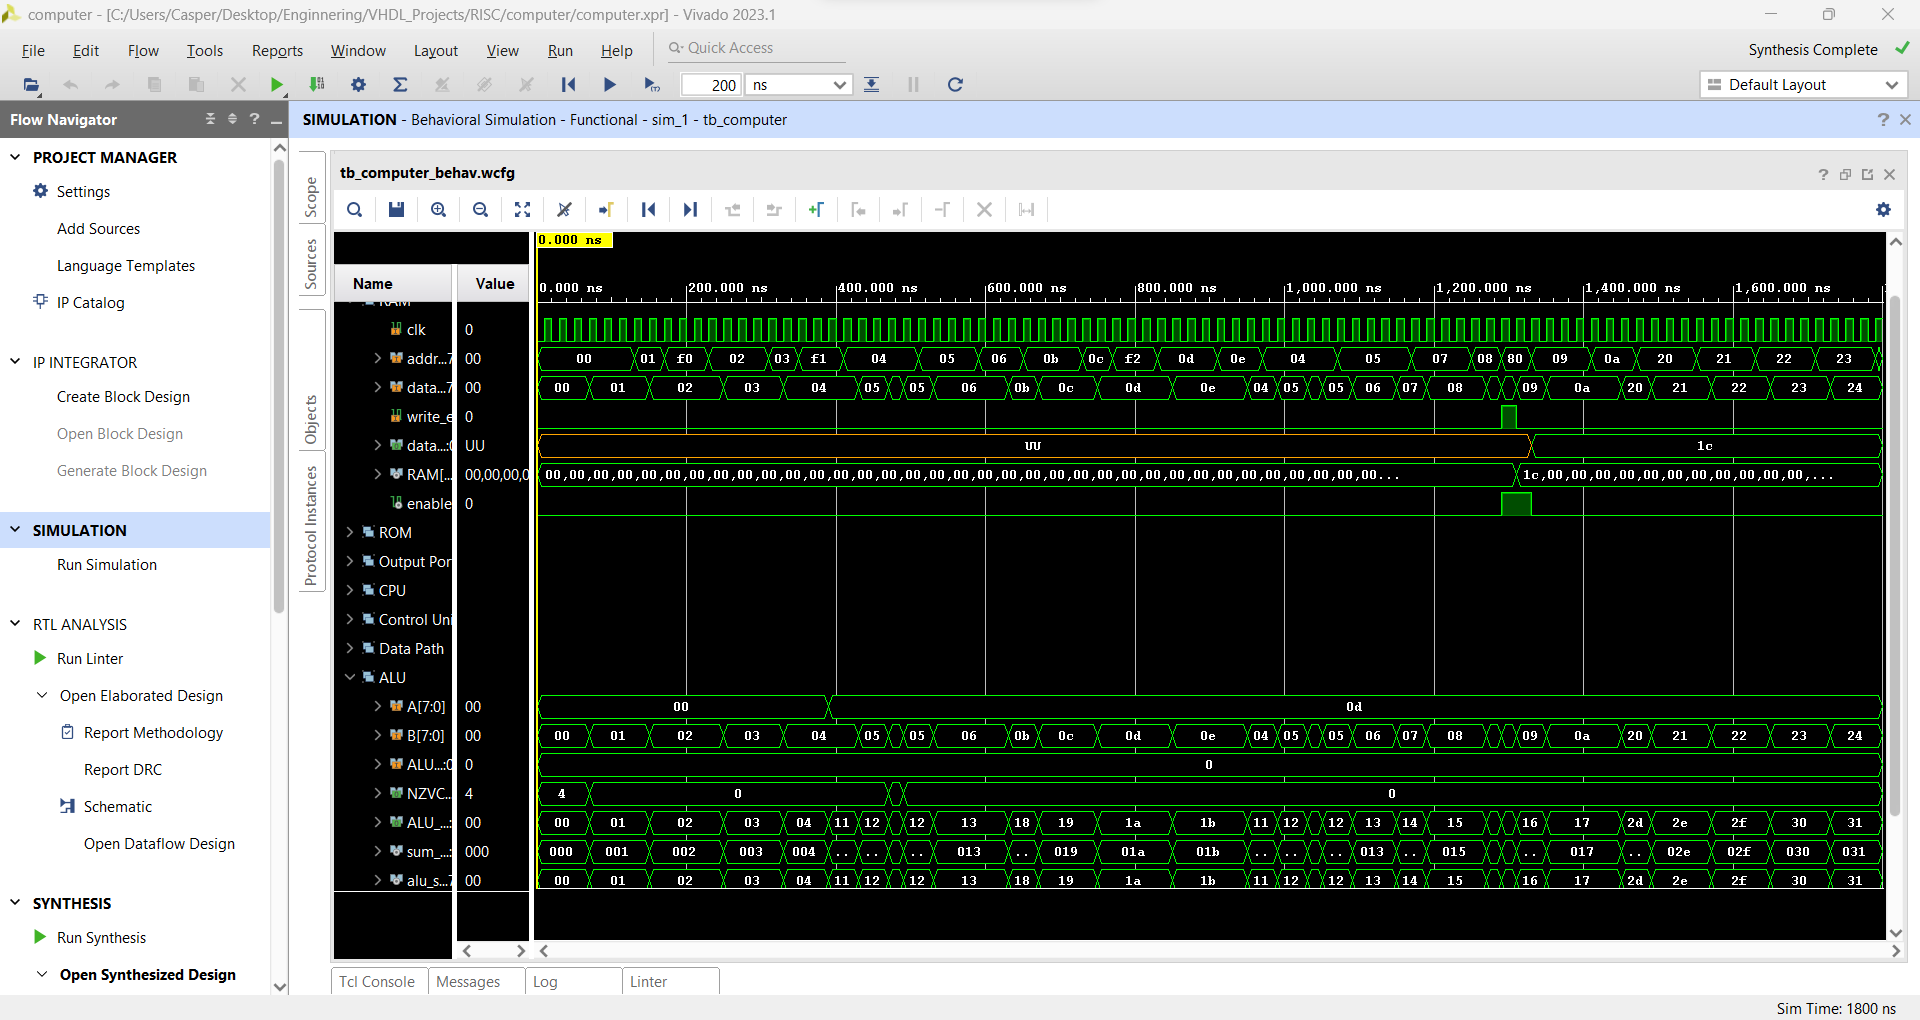 computer - [C:/Users/Casper/Desktop/Enginnering/VHDL_Projects/RISC/computer/computer.xpr] - Vivado 2023.1
File Edit Flow Tools Reports Window Layout View Run Help Quick Access Synthesis Complete
200 ns Default Layout
Flow Navigator
SIMULATION - Behavioral Simulation - Functional - sim_1 - tb_computer
PROJECT MANAGER
Settings
Add Sources
Language Templates
IP Catalog
IP INTEGRATOR
Create Block Design
Open Block Design
Generate Block Design
SIMULATION
Run Simulation
RTL ANALYSIS
Run Linter
Open Elaborated Design
Report Methodology
Report DRC
Schematic
Open Dataflow Design
SYNTHESIS
Run Synthesis
Open Synthesized Design
Scope
Sources
Objects
Protocol Instances
tb_computer_behav.wcfg
0.000 ns
Name Value
0.000 ns 200.000 ns 400.000 ns 600.000 ns 800.000 ns 1,000.000 ns 1,200.000 ns 1,400.000 ns 1,600.000 ns
RAM
clk 0
addr...7 00 00 01 f0 02 03 f1 04 05 06 0b 0c f2 0d 0e 04 05 07 08 80 09 0a 20 21 22 23
data...7 00 00 01 02 03 04 05 05 06 0b 0c 0d 0e 04 05 05 06 07 08 09 0a 20 21 22 23 24
write_e 0
data...:( UU UU 1c
RAM[... 00,00,00,0 00,00,00,00,00,00,00,00,00,00,00,00,00,00,00,00,00,00,00,00,00,00,00,00,00,00,00,00,00,00,00... 1c,00,00,00,00,00,00,00,00,00,00,00,...
enable 0
ROM
Output Por
CPU
Control Uni
Data Path
ALU
A[7:0] 00 00 0d
B[7:0] 00 00 01 02 03 04 05 05 06 0b 0c 0d 0e 04 05 05 06 07 08 09 0a 20 21 22 23 24
ALU...:0 0 0
NZVC... 4 4 0 0
ALU_...: 00 00 01 02 03 04 11 12 12 13 18 19 1a 1b 11 12 12 13 14 15 16 17 2d 2e 2f 30 31
sum_...: 000 000 001 002 003 004 .. .. .. 013 .. 019 01a 01b .. .. .. 013 .. 015 .. 017 .. 02e 02f 030 031
alu_s...7 00 00 01 02 03 04 11 12 12 13 18 19 1a 1b 11 12 12 13 14 15 16 17 2d 2e 2f 30 31
Tcl Console Messages Log Linter
Sim Time: 1800 ns